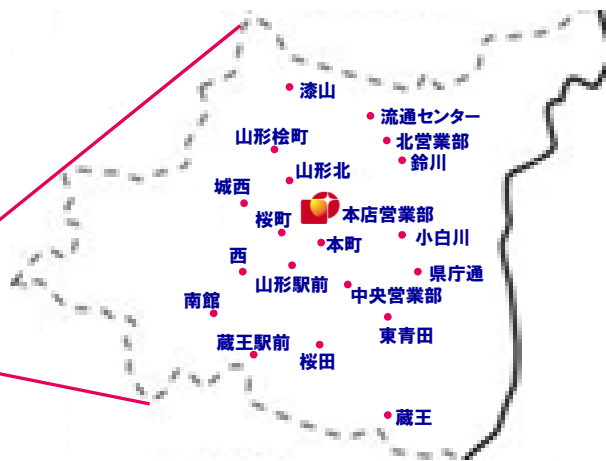 漆山
流通センター
山形桧町
北営業部
鈴川
山形北
城西
本店営業部
桜町
小白川
本町
西
県庁通
山形駅前
中央営業部
南館
東青田
蔵王駅前
桜田
蔵王